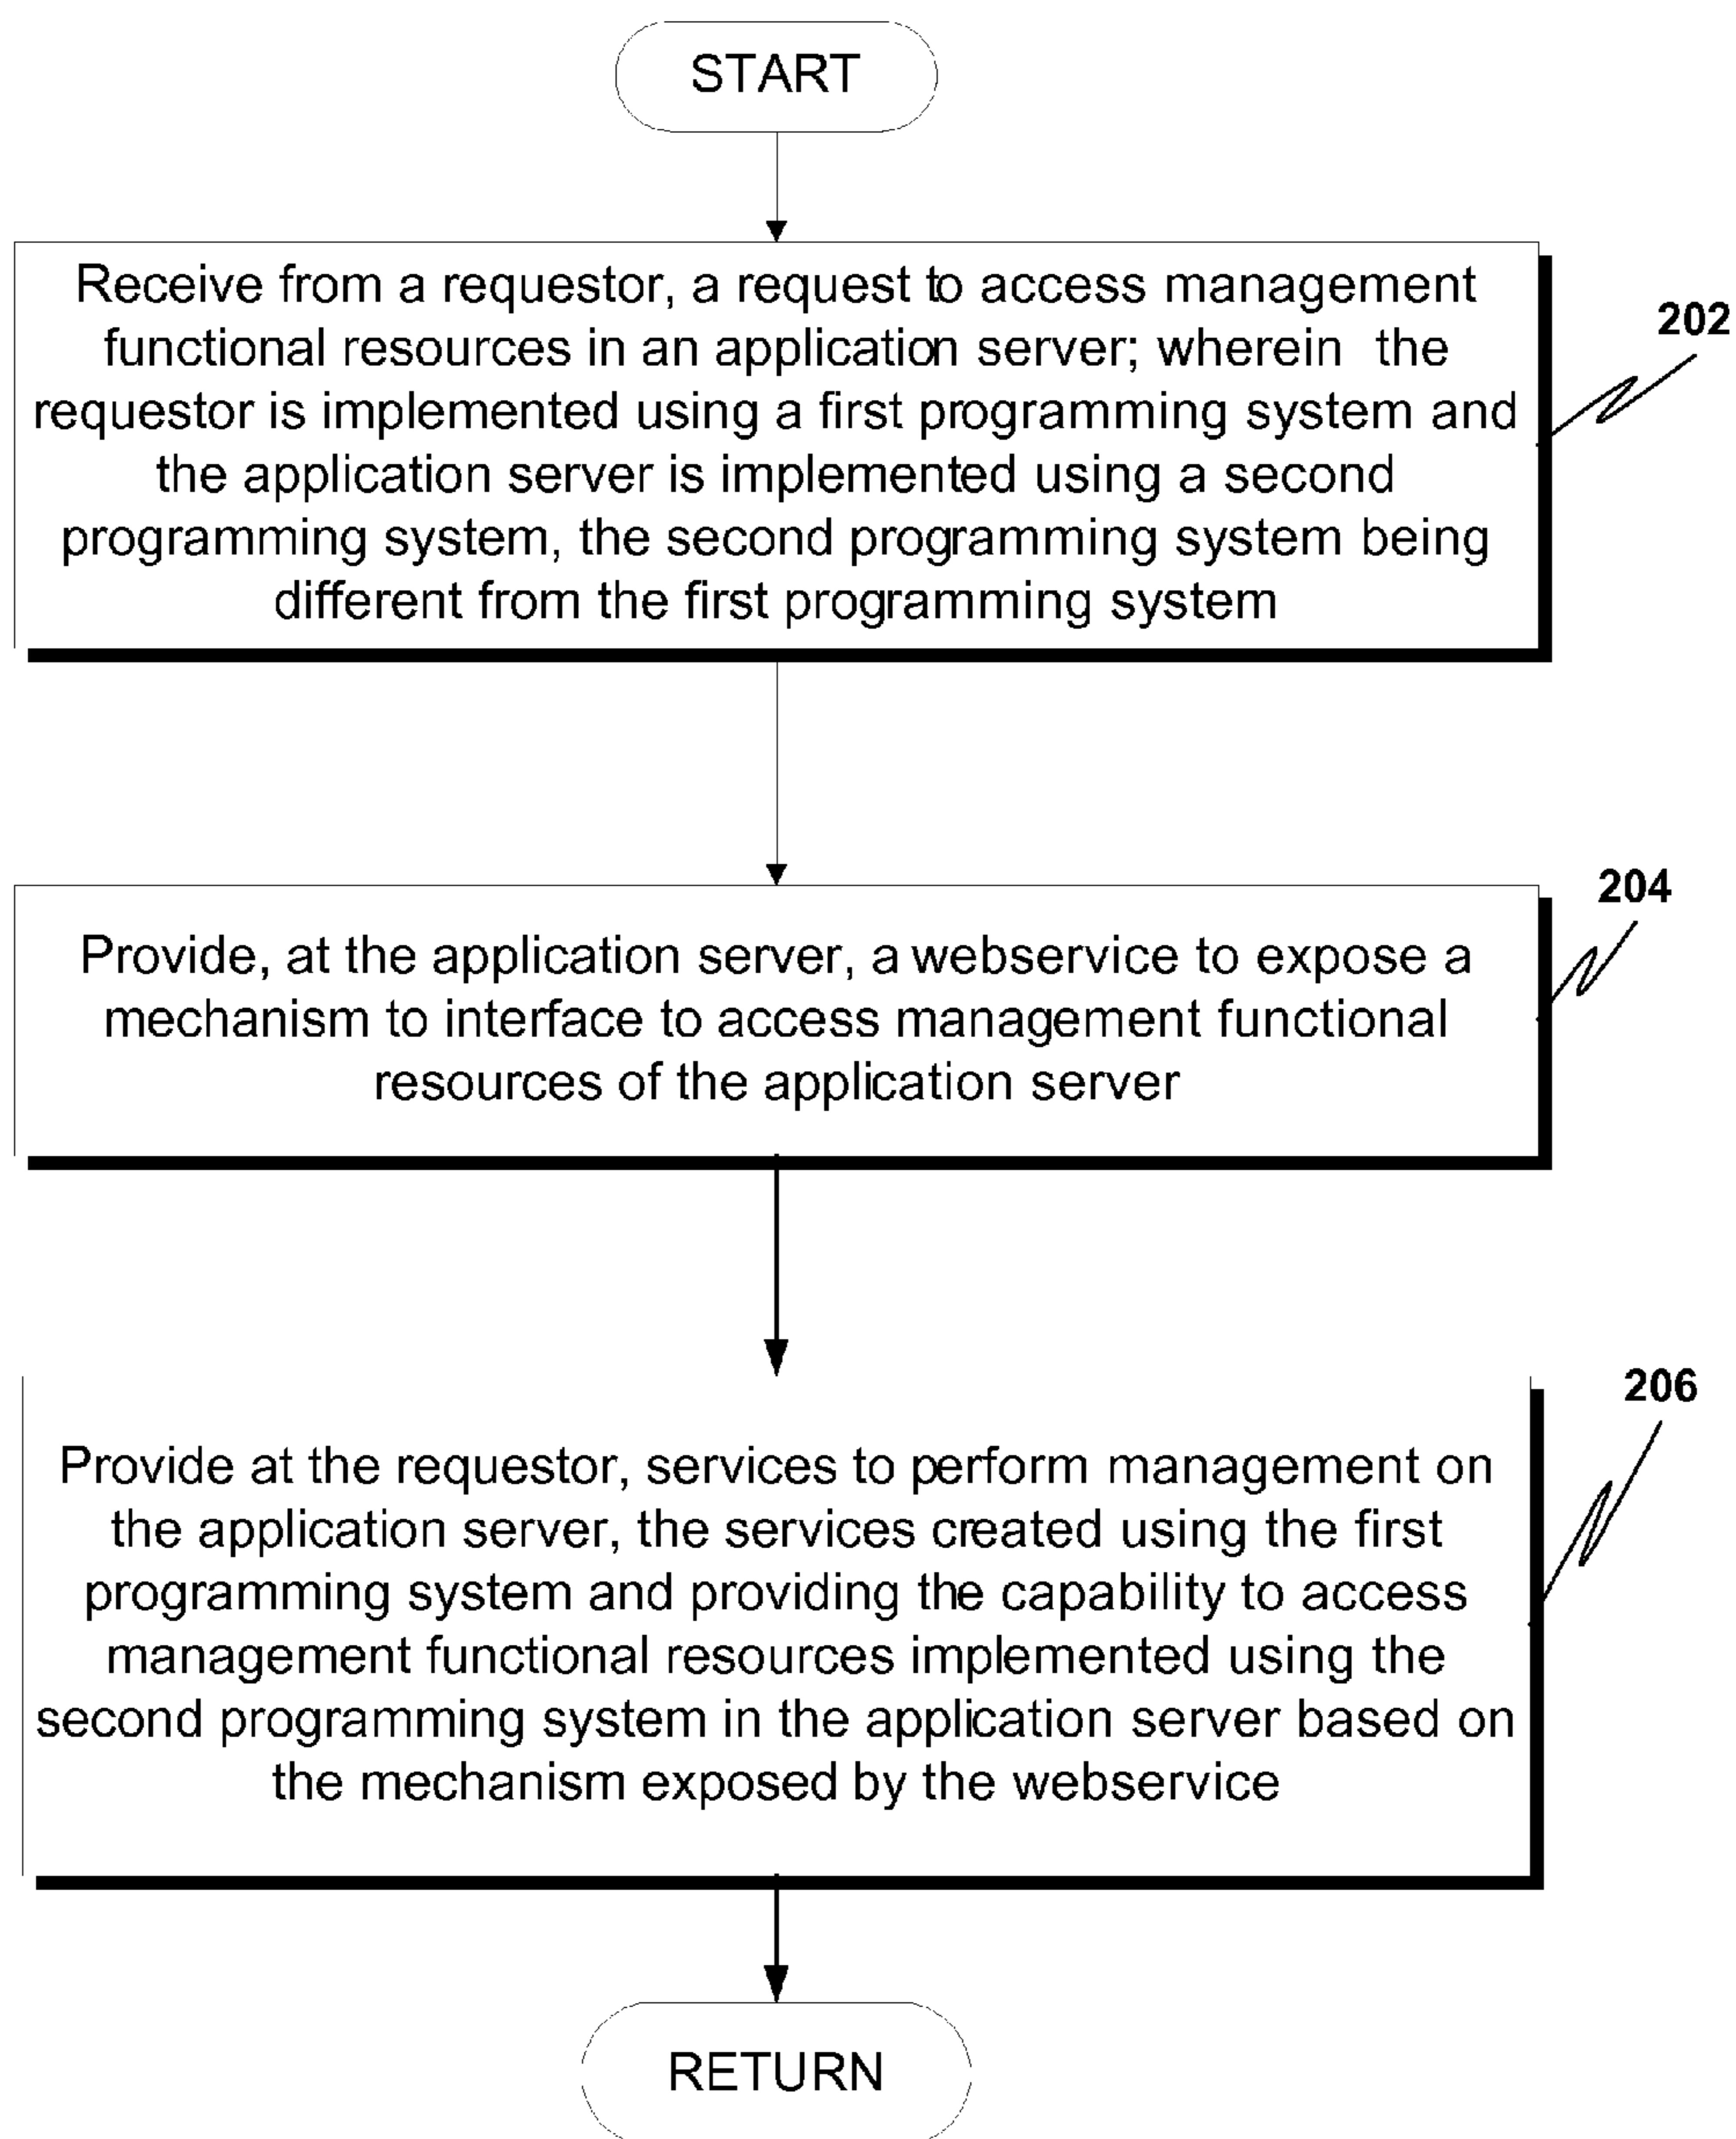 START
Receive from a requestor, a request to access management
functional resources in an application server; wherein the
requestor is implemented using a first programming system and
the application server is implemented using a second
programming system, the second programming system being
different from the first programming system
202
Provide, at the application server, a webservice to expose a
mechanism to interface to access management functional
resources of the application server
204
Provide at the requestor, services to perform management on
the application server, the services created using the first
programming system and providing the capability to access
management functional resources implemented using the
second programming system in the application server based on
the mechanism exposed by the webservice
206
RETURN